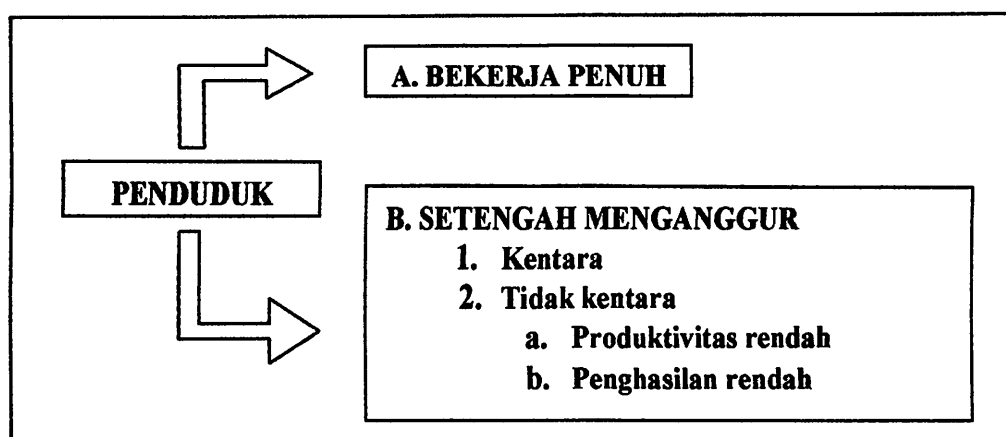 A. BEKERJA PENUH
PENDUDUK
B. SETENGAH MENGANGGUR
1. Kentara
2. Tidak kentara
a. Produktivitas rendah
b. Penghasilan rendah